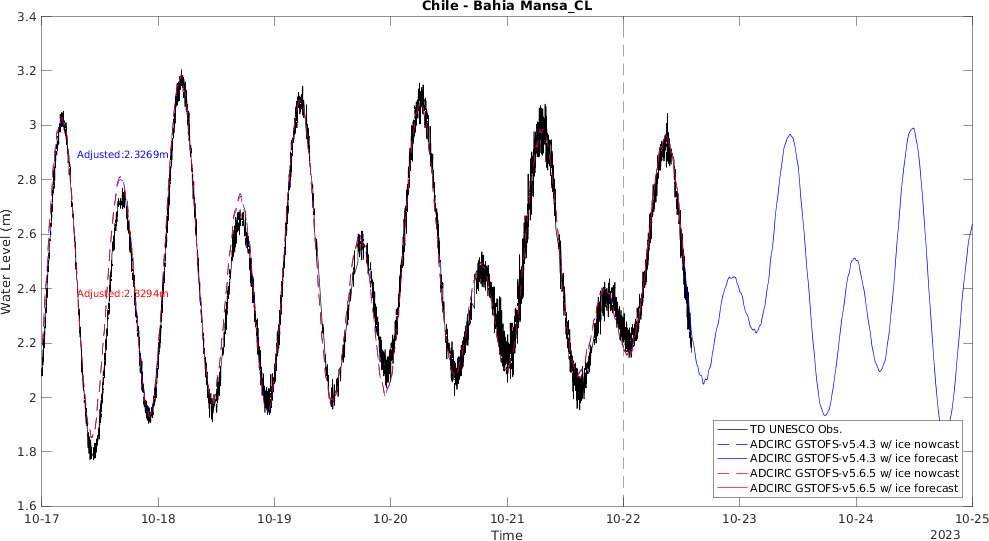 Chile - Bahia Mansa_CL
3.4
3.2
3
2.8
2.6
2.4
2.2
2
1.8
1.6
Water Level (m)
Adjusted:2.3269m
Adjusted:2.3294m
TD UNESCO Obs.
ADCIRC GSTOFS-v5.4.3 w/ ice nowcast
ADCIRC GSTOFS-v5.4.3 w/ ice forecast
ADCIRC GSTOFS-v5.6.5 w/ ice nowcast
ADCIRC GSTOFS-v5.6.5 w/ ice forecast
10-17 10-18 10-19 10-20 10-21 10-22 10-23 10-24 10-25
Time
2023